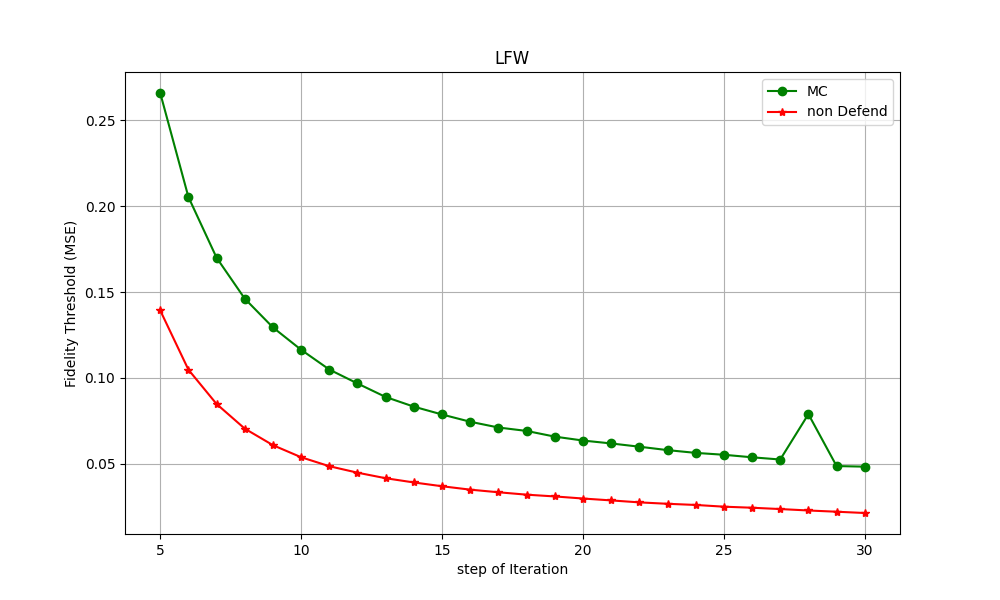 LFW
MC
non Defend
Fidelity Threshold (MSE)
0.25
0.20
0.15
0.10
0.05
5
10
15
20
25
30
step of Iteration